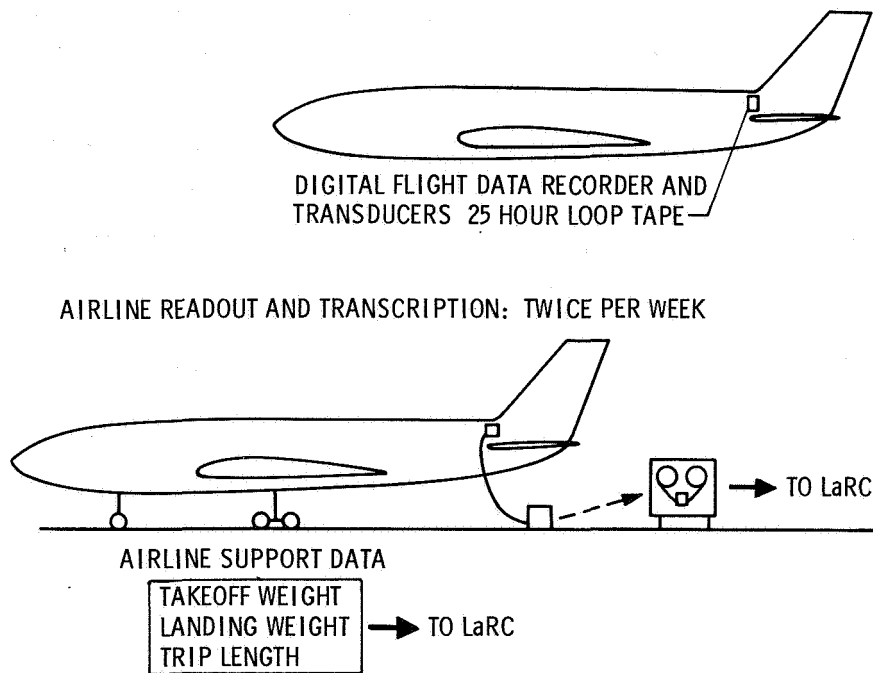 DIGITAL FLIGHT DATA RECORDER AND
TRANSDUCERS 25 HOUR LOOP TAPE
AIRLINE READOUT AND TRANSCRIPTION: TWICE PER WEEK
TO LaRC
AIRLINE SUPPORT DATA
TAKEOFF WEIGHT
LANDING WEIGHT
TRIP LENGTH
TO LaRC